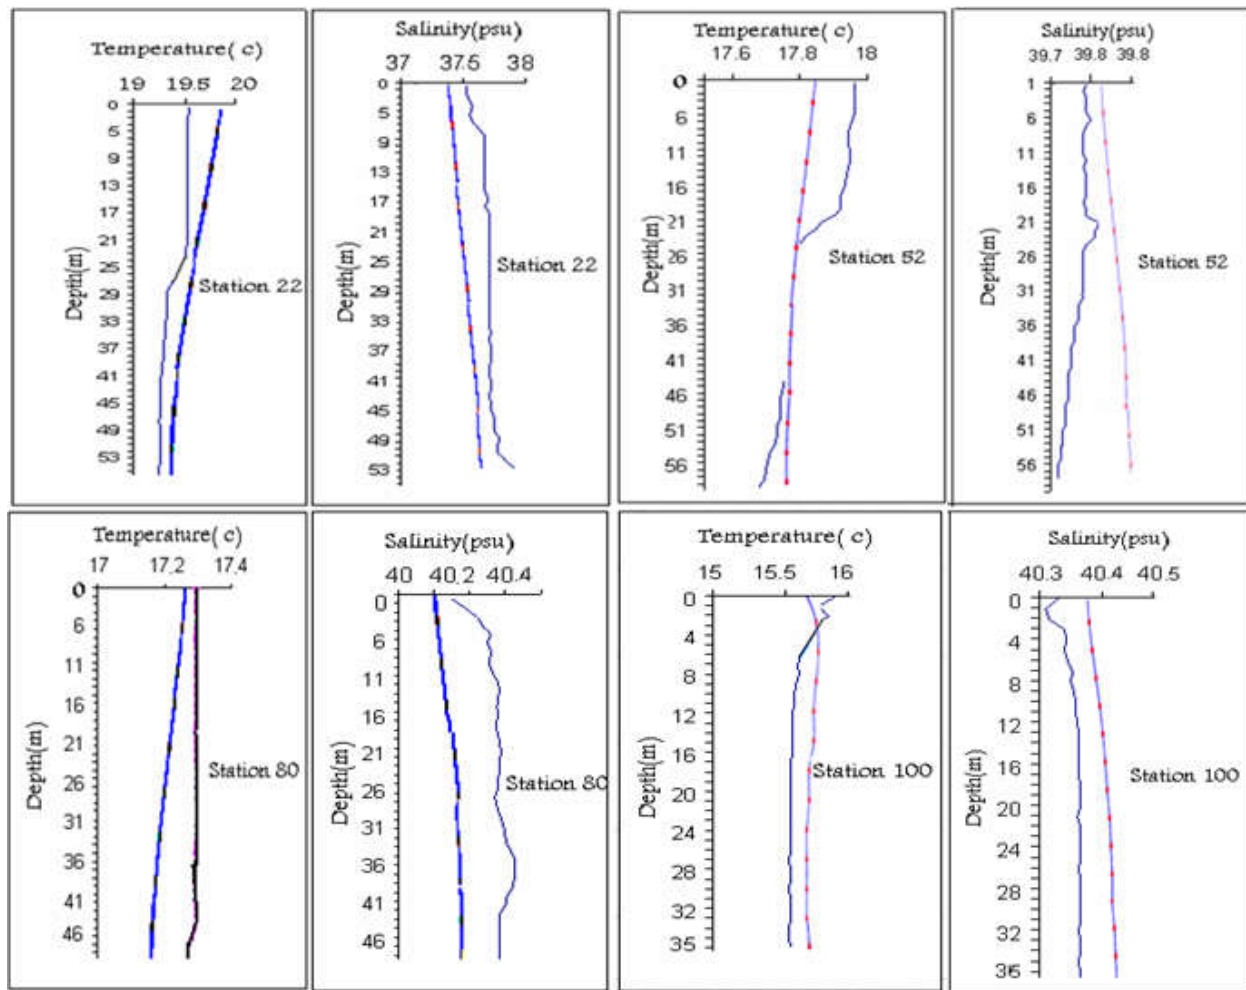 Temperature( c)
19 19.5 20
0
5
9
13
17
21
25
29
33
37
41
45
49
53
Depth(m)
Station 22
Salinity(psu)
37 37.6 38
0
5
9
13
17
21
25
29
33
37
41
45
49
53
Depth(m)
Station 22
Temperature( c)
17.6 17.8 18
0
6
11
16
21
26
31
36
41
46
51
56
Depth(m)
Station 52
Salinity(psu)
39.7 39.8 39.8
1
6
11
16
21
26
31
36
41
46
51
56
Depth(m)
Station 52
Temperature( c)
17 17.2 17.4
0
6
11
16
21
26
31
36
41
46
Depth(m)
Station 80
Salinity(psu)
40 40.2 40.4
0
6
11
16
21
26
31
36
41
46
Depth(m)
Station 80
Temperature( c)
15 15.5 16
0
4
8
12
16
20
24
28
32
35
Depth(m)
Station 100
Salinity(psu)
40.3 40.4 40.5
0
4
8
12
16
20
24
28
32
36
Depth(m)
Station 100